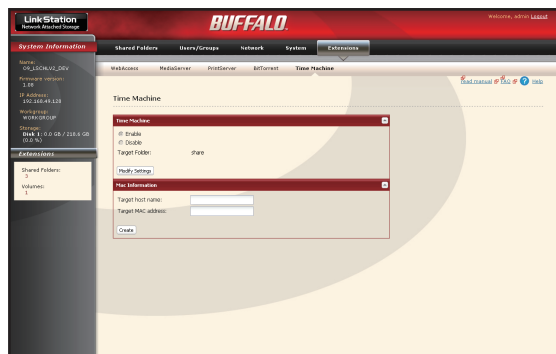 LinkStation
Network Attached Storage
BUFFALO
Welcome, admin Logout
System Information
Shared Folders Users/Groups Network System Extensions
WebAccess MediaServer PrintServer BitTorrent Time Machine
Name:
Firmware version:
1.08
IP Address:
192.168.49.128
Workgroup:
WORKGROUP
Storage:
Disk 1: 0.0 GB / 218.6 GB
(0.0 %)
Extensions
Shared Folders:
3
Volumes:
1
read manual FAQ ? Help
Time Machine
Time Machine
Enable
Disable
Target Folder: share
Modify Settings
Mac Information
Target host name:
Target MAC address:
Create